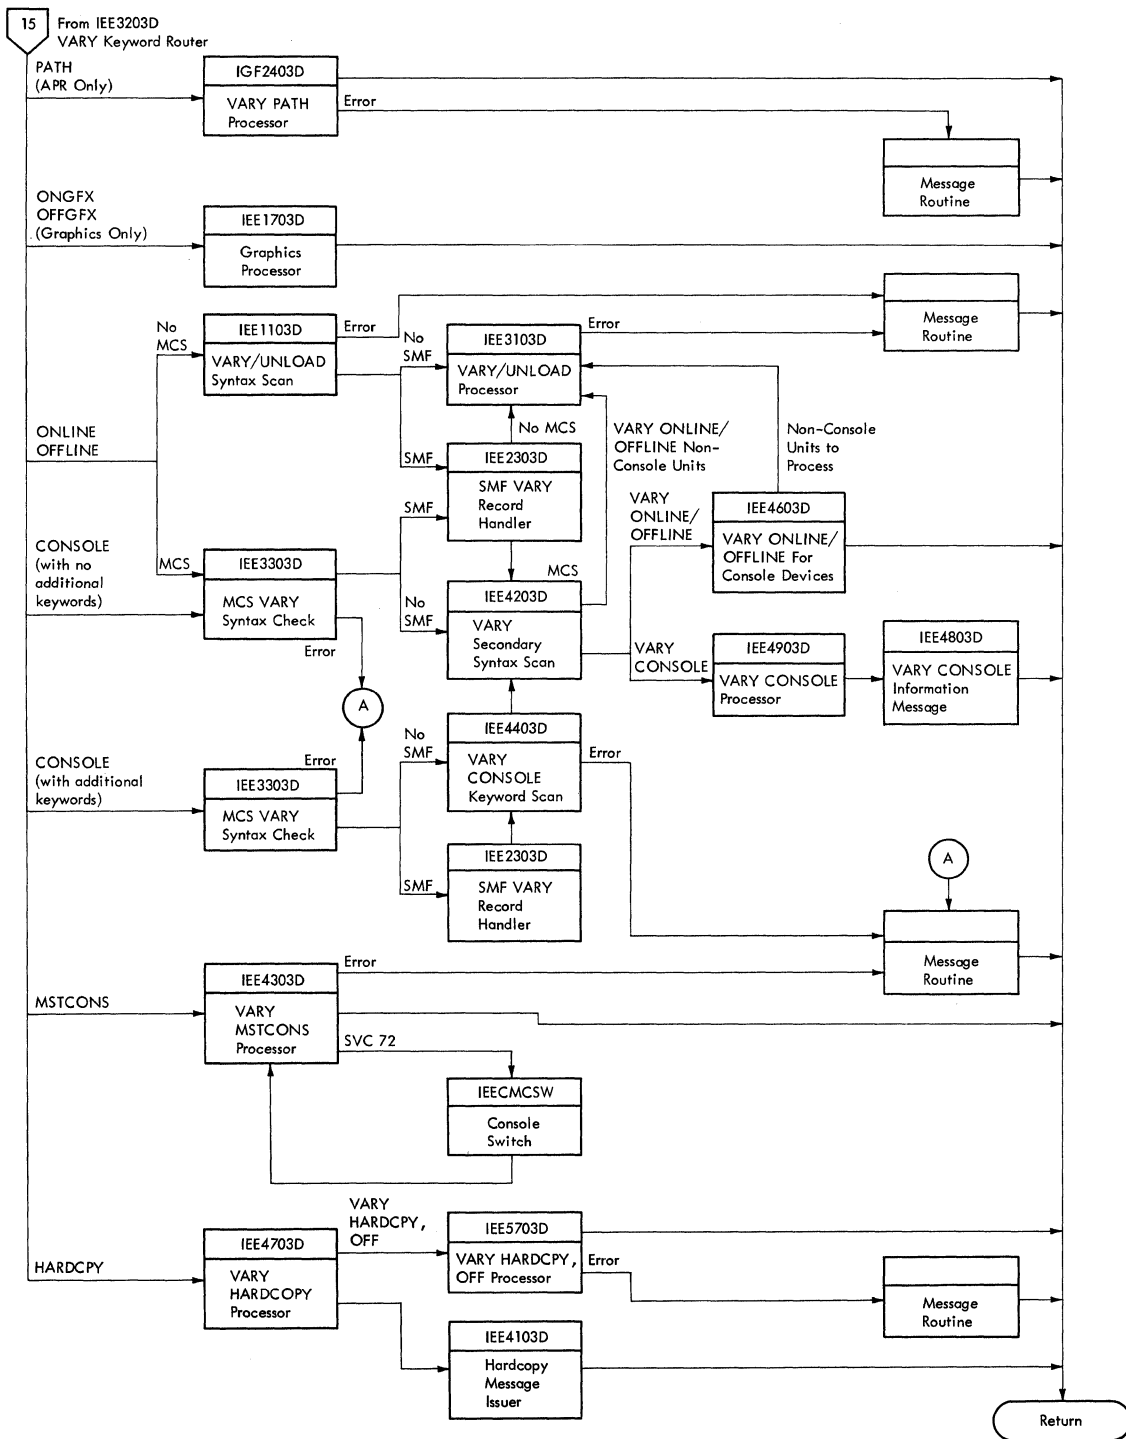 15
From IEE3203D
VARY Keyword Router
PATH
(APR Only)
IGF2403D
VARY PATH
Processor
Error
Message
Routine
ONGFX
OFFGFX
(Graphics Only)
IEE1703D
Graphics
Processor
No
MCS
IEE1103D
VARY/UNLOAD
Syntax Scan
Error
No
SMF
IEE3103D
VARY/UNLOAD
Processor
Error
Message
Routine
ONLINE
OFFLINE
SMF
No MCS
IEE2303D
SMF VARY
Record
Handler
VARY ONLINE/
OFFLINE Non-
Console Units
Non-Console
Units to
Process
VARY
ONLINE/
OFFLINE
IEE4603D
VARY ONLINE/
OFFLINE For
Console Devices
CONSOLE
(with no
additional
keywords)
MCS
IEE3303D
MCS VARY
Syntax Check
Error
SMF
No
SMF
MCS
IEE4203D
VARY
Secondary
Syntax Scan
VARY
CONSOLE
IEE4903D
VARY CONSOLE
Processor
IEE4803D
VARY CONSOLE
Information
Message
A
CONSOLE
(with additional
keywords)
Error
IEE3303D
MCS VARY
Syntax Check
No
SMF
IEE4403D
VARY
CONSOLE
Keyword Scan
Error
SMF
IEE2303D
SMF VARY
Record
Handler
A
Message
Routine
MSTCONS
IEE4303D
VARY
MSTCONS
Processor
Error
SVC 72
IEECMCSW
Console
Switch
HARDCPY
IEE4703D
VARY
HARDCOPY
Processor
VARY
HARDCPY,
OFF
IEE5703D
VARY HARDCPY,
OFF Processor
Error
Message
Routine
IEE4103D
Hardcopy
Message
Issuer
Return